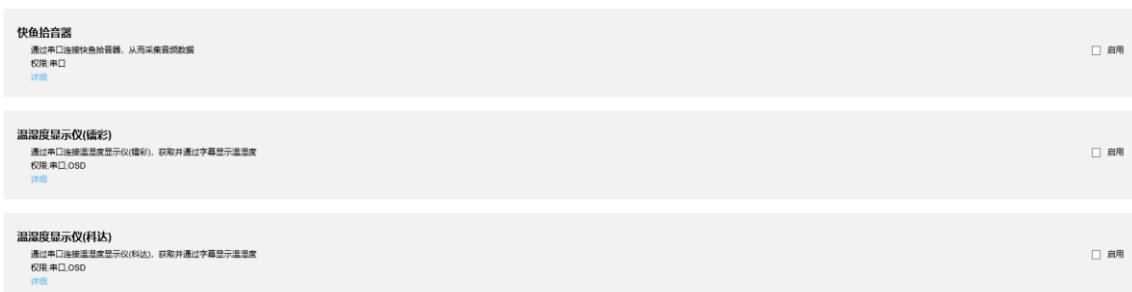 快鱼拾音器
通过串口连接快鱼拾音器，从而采集音频数据
启用
权限:串口
详细
温湿度显示仪(镭彩)
通过串口连接温湿度显示仪(镭彩)，获取并通过字幕显示温湿度
启用
权限:串口,OSD
详细
温湿度显示仪(科达)
通过串口连接温湿度显示仪(科达)，获取并通过字幕显示温湿度
启用
权限:串口,OSD
详细